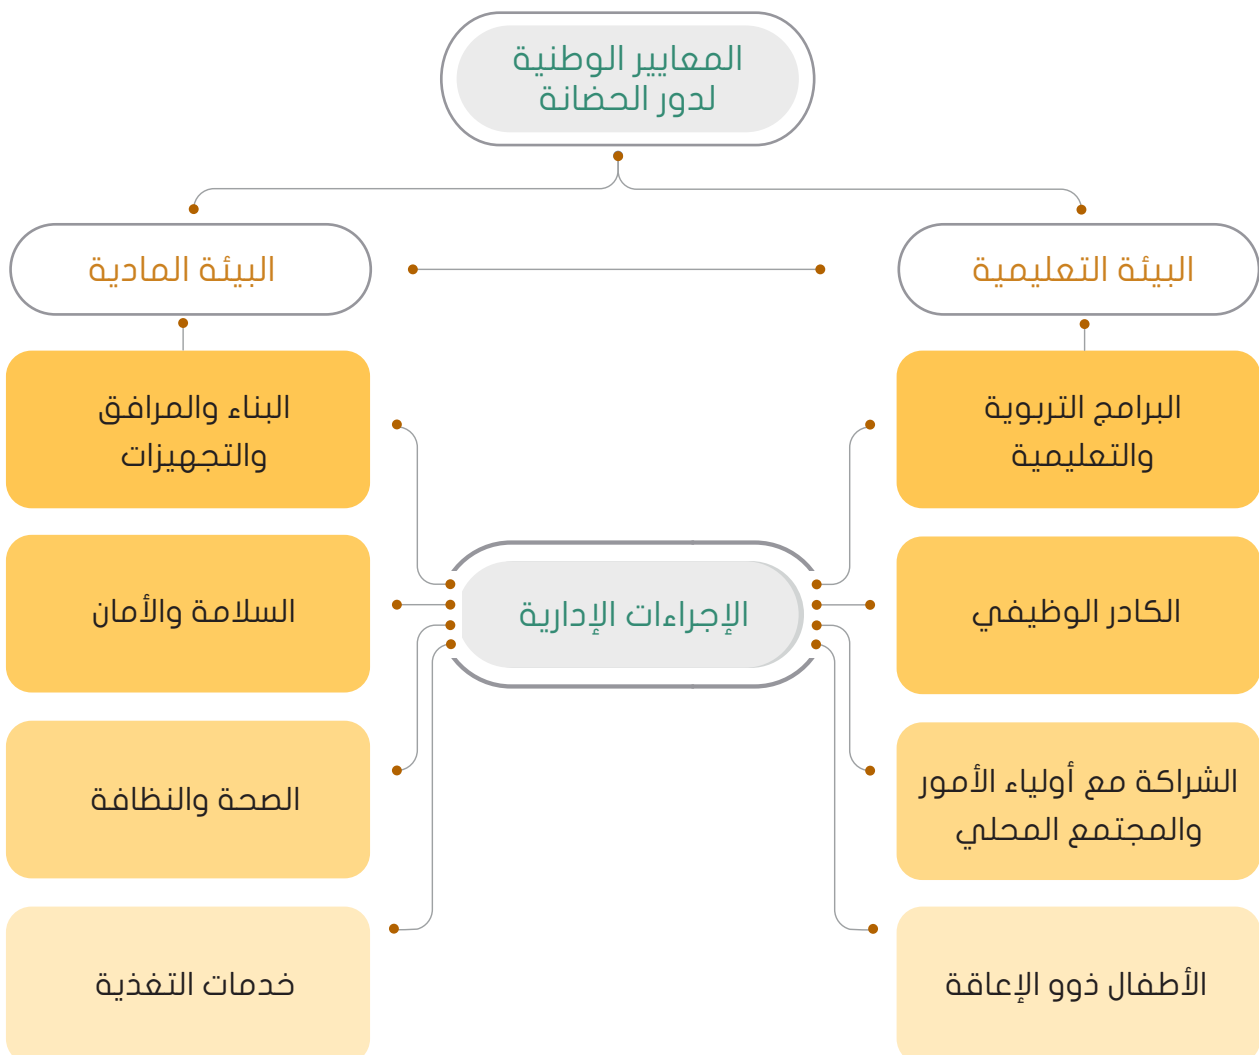 المعايير الوطنية
لدور الحضانة
البيئة التعليمية
البيئة المادية
البرامج التربوية
والتعليمية
البناء والمرافق
والتجهيزات
الإجراءات الإدارية
الكادر الوظيفي
السلامة والأمان
الشراكة مع أولياء الأمور
والمجتمع المحلي
الصحة والنظافة
الأطفال ذوو الإعاقة
خدمات التغذية